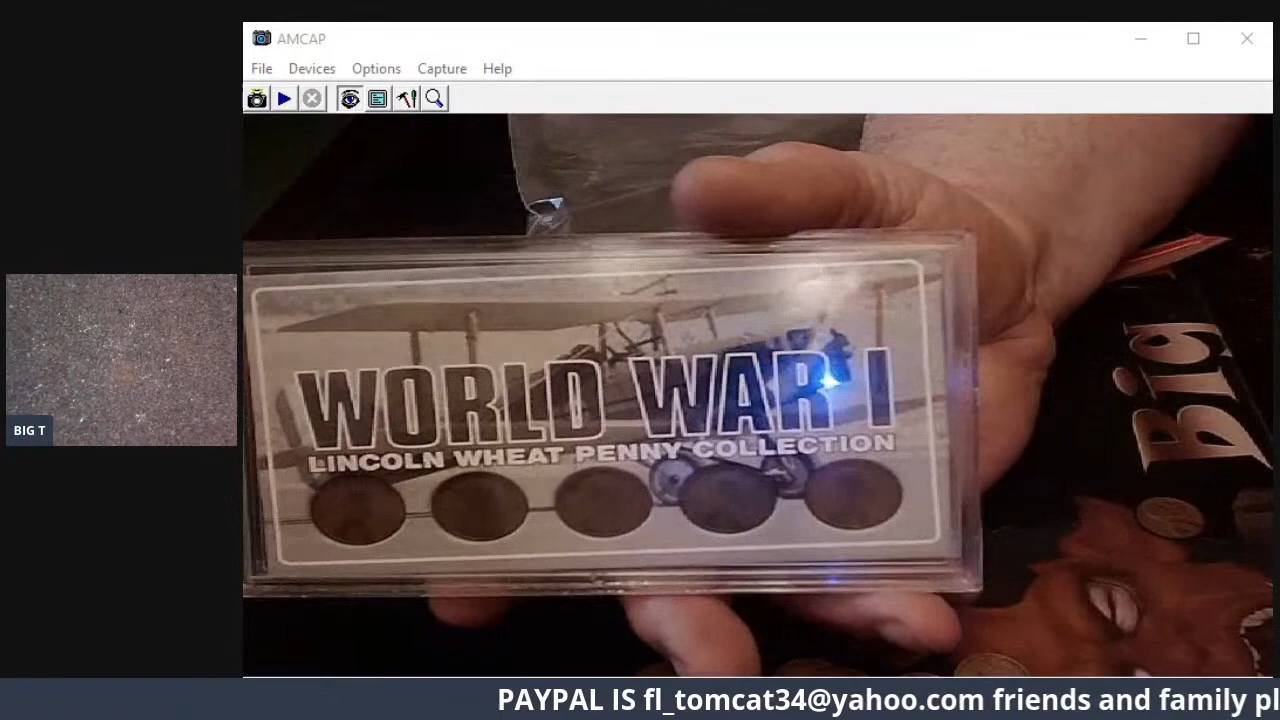 AMCAP
File Devices Options Capture Help
WORLD WAR I
LINCOLN WHEAT PENNY COLLECTION
Big
BIG T
PAYPAL IS fl_tomcat34@yahoo.com friends and family pl